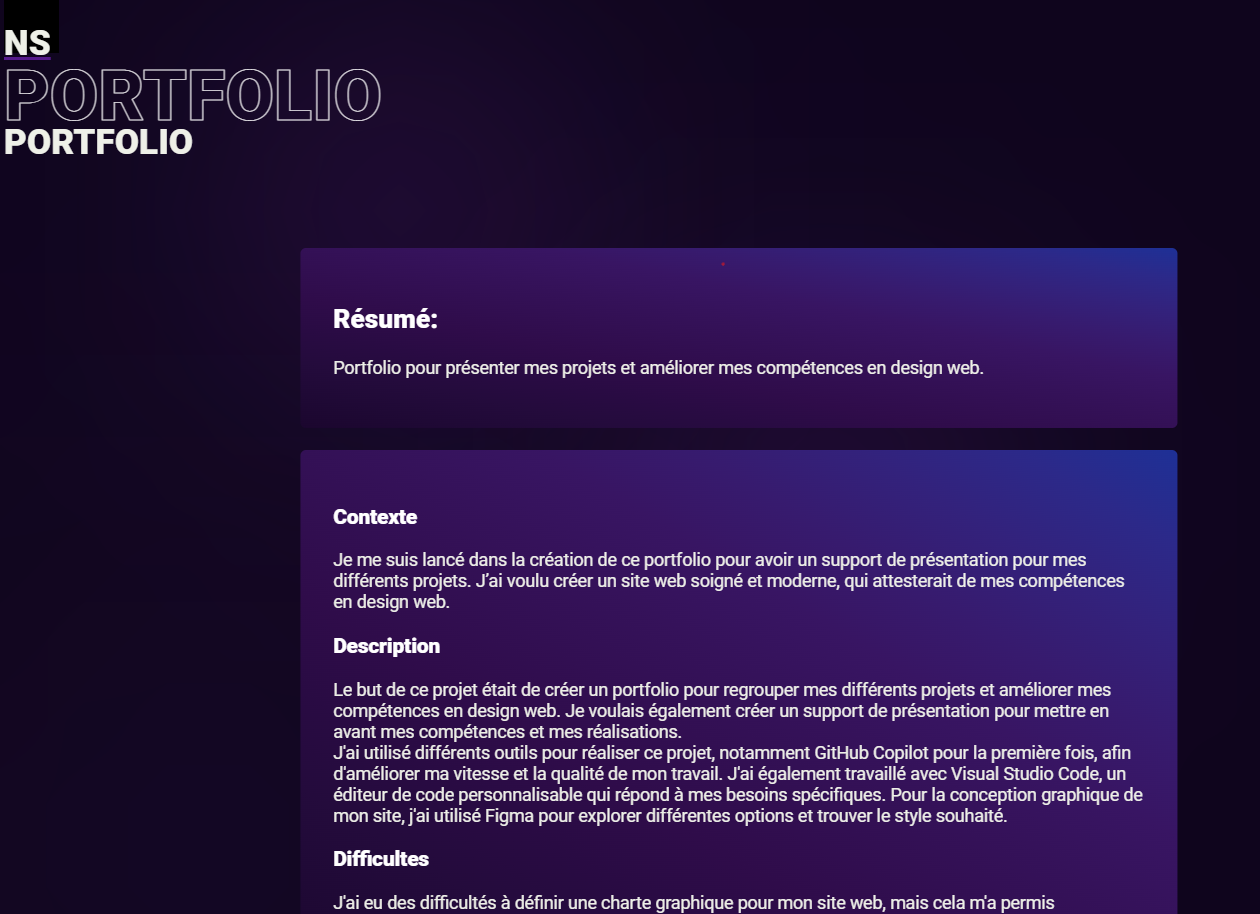 NS
PORTFOLIO
PORTFOLIO
Résumé:
Portfolio pour présenter mes projets et améliorer mes compétences en design web.
Contexte
Je me suis lancé dans la création de ce portfolio pour avoir un support de présentation pour mes
différents projets. J’ai voulu créer un site web soigné et moderne, qui attesterait de mes compétences
en design web.
Description
Le but de ce projet était de créer un portfolio pour regrouper mes différents projets et améliorer mes
compétences en design web. Je voulais également créer un support de présentation pour mettre en
avant mes compétences et mes réalisations.
J'ai utilisé différents outils pour réaliser ce projet, notamment GitHub Copilot pour la première fois, afin
d'améliorer ma vitesse et la qualité de mon travail. J'ai également travaillé avec Visual Studio Code, un
éditeur de code personnalisable qui répond à mes besoins spécifiques. Pour la conception graphique de
mon site, j'ai utilisé Figma pour explorer différentes options et trouver le style souhaité.
Difficultes
J'ai eu des difficultés à définir une charte graphique pour mon site web, mais cela m'a permis